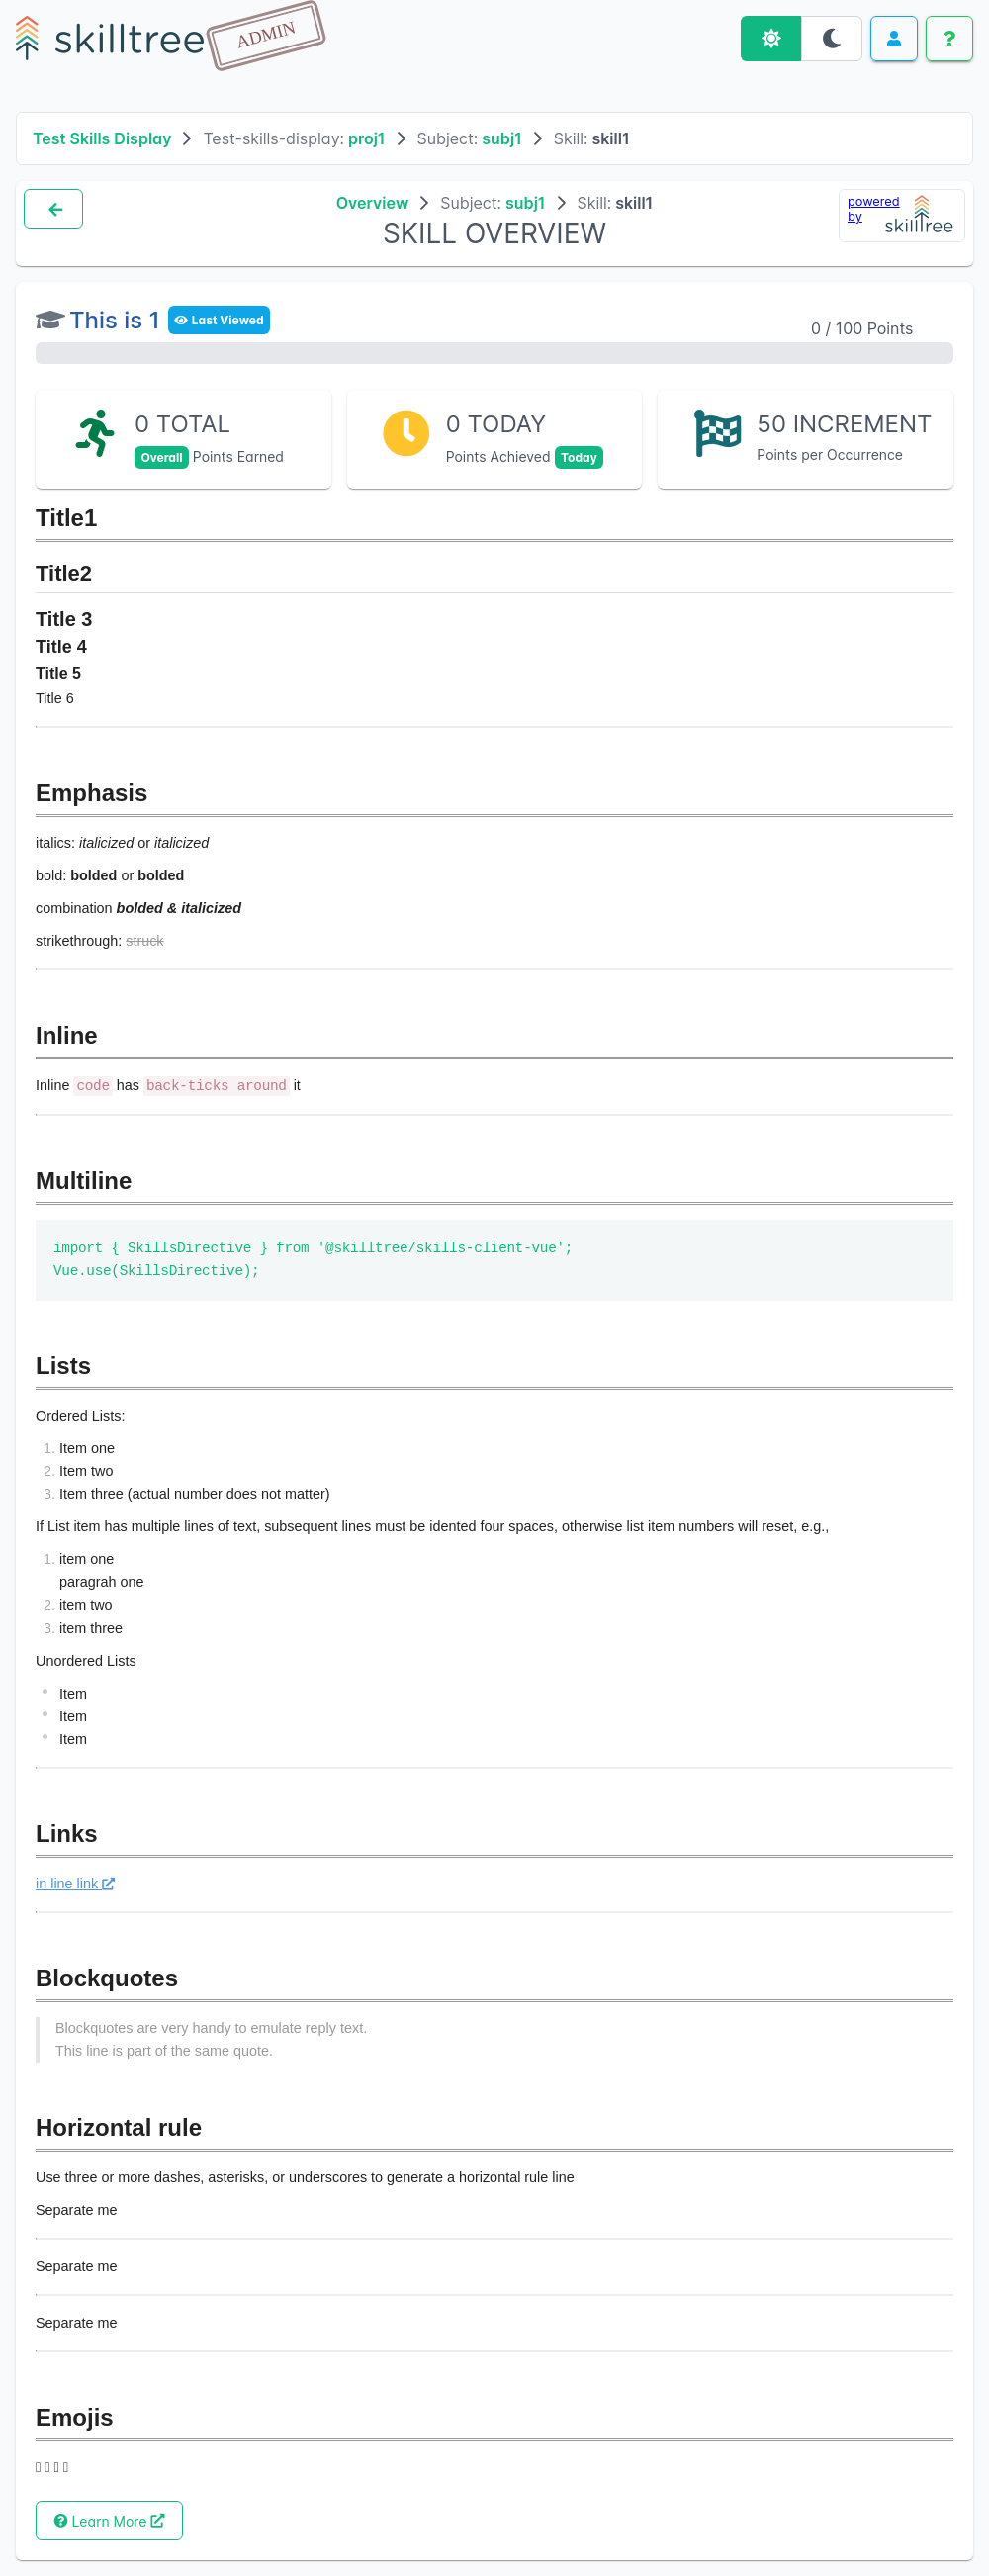 skilltree ADMIN
?
Test Skills Display > Test-skills-display: proj1 > Subject: subj1 > Skill: skill1
Overview > Subject: subj1 > Skill: skill1
SKILL OVERVIEW
powered
by
skilltree
This is 1 Last Viewed
0 / 100 Points
0 TOTAL
Overall Points Earned
0 TODAY
Points Achieved Today
50 INCREMENT
Points per Occurrence
Title1
Title2
Title 3
Title 4
Title 5
Title 6
Emphasis
italics: italicized or italicized
bold: bolded or bolded
combination bolded & italicized
strikethrough: struck
Inline
Inline code has back-ticks around it
Multiline
import { SkillsDirective } from '@skilltree/skills-client-vue';
Vue.use(SkillsDirective);
Lists
Ordered Lists:
1. Item one
2. Item two
3. Item three (actual number does not matter)
If List item has multiple lines of text, subsequent lines must be idented four spaces, otherwise list item numbers will reset, e.g.,
1. item one
paragrah one
2. item two
3. item three
Unordered Lists
• Item
• Item
• Item
Links
in line link
Blockquotes
Blockquotes are very handy to emulate reply text.
This line is part of the same quote.
Horizontal rule
Use three or more dashes, asterisks, or underscores to generate a horizontal rule line
Separate me
Separate me
Separate me
Emojis
Learn More